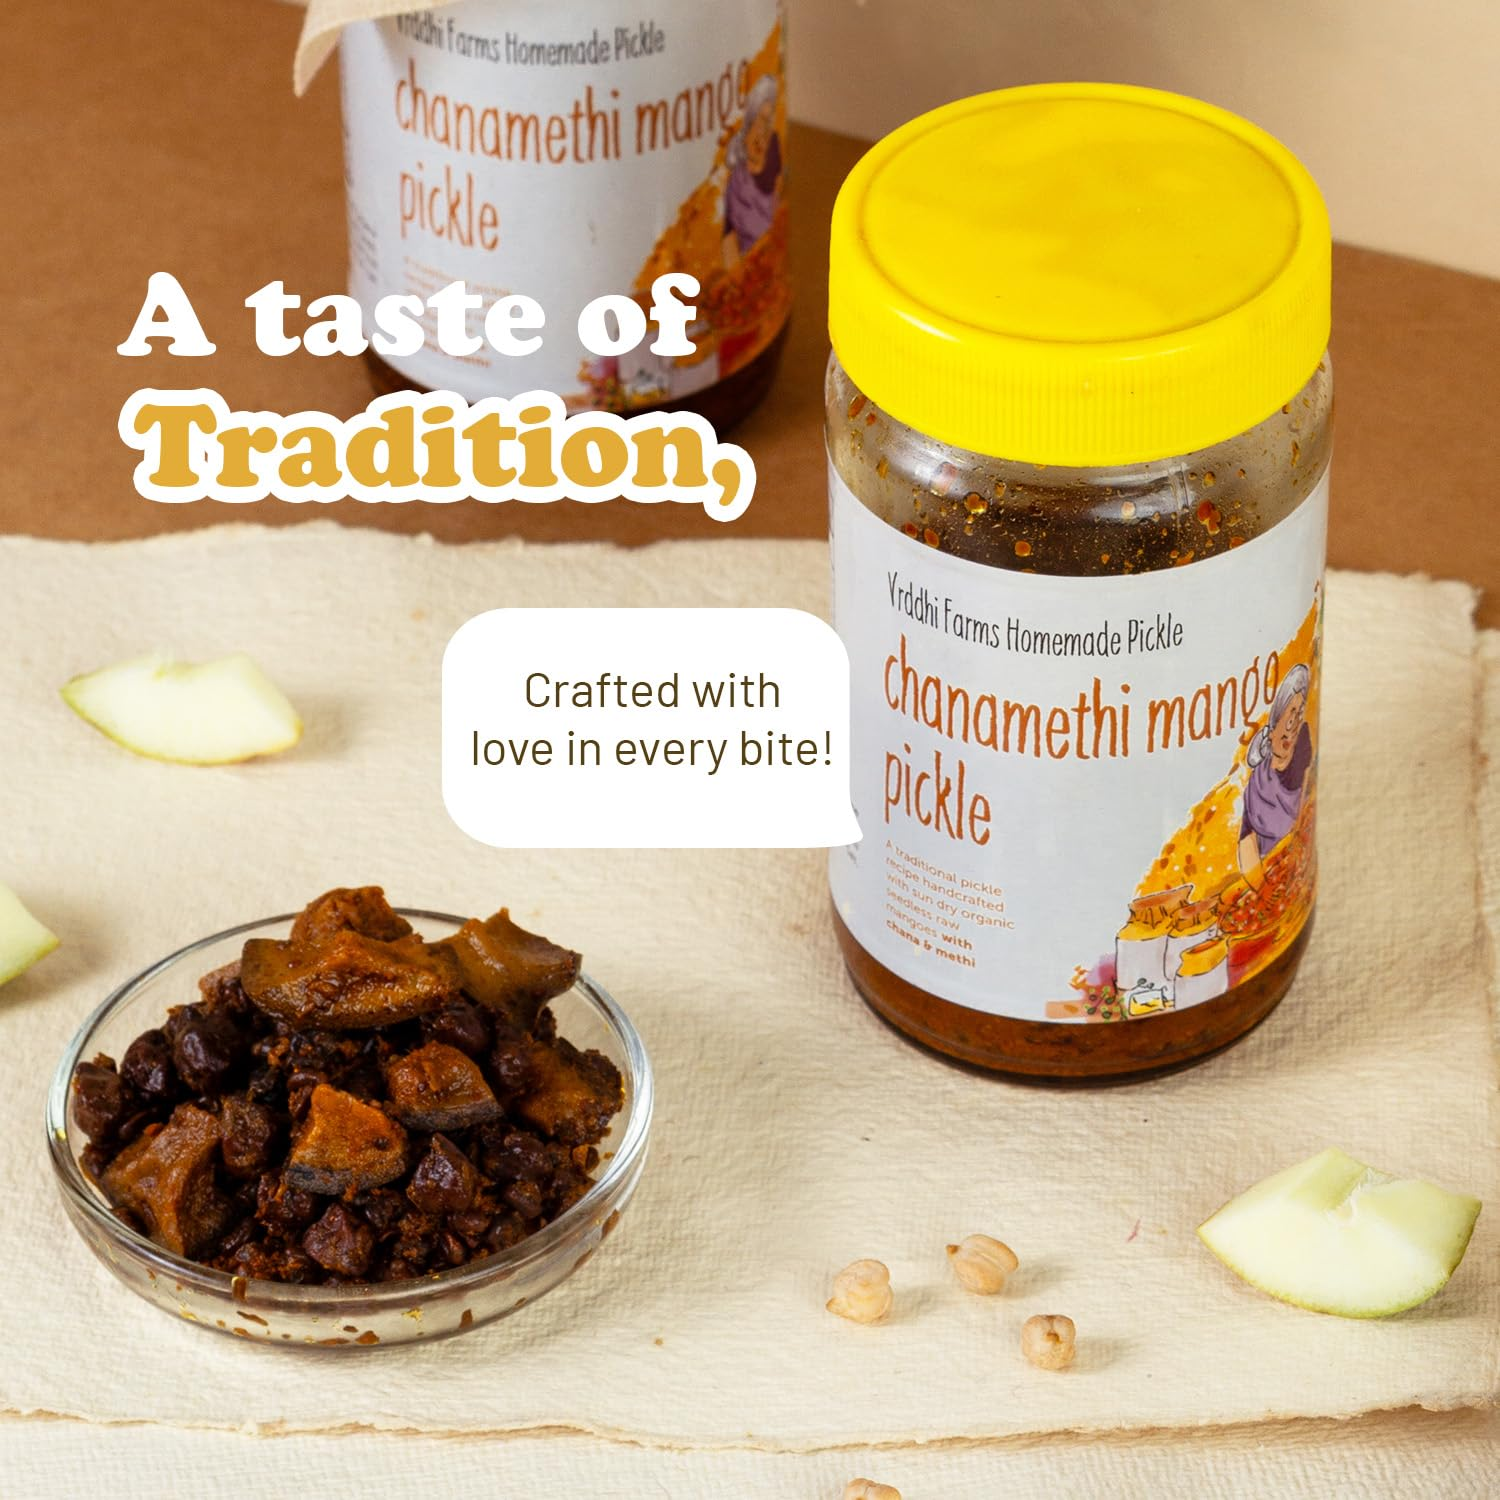 Vrddhi Farms Homemade Pickle
chanamethi mango
pickle
A taste of
Tradition,
Crafted with
love in every bite!
Vrddhi Farms Homemade Pickle
chanamethi mango
pickle
A traditional pickle
recipe handcrafted
with sun dry organic
seedless raw
mangoes with
chana & methi